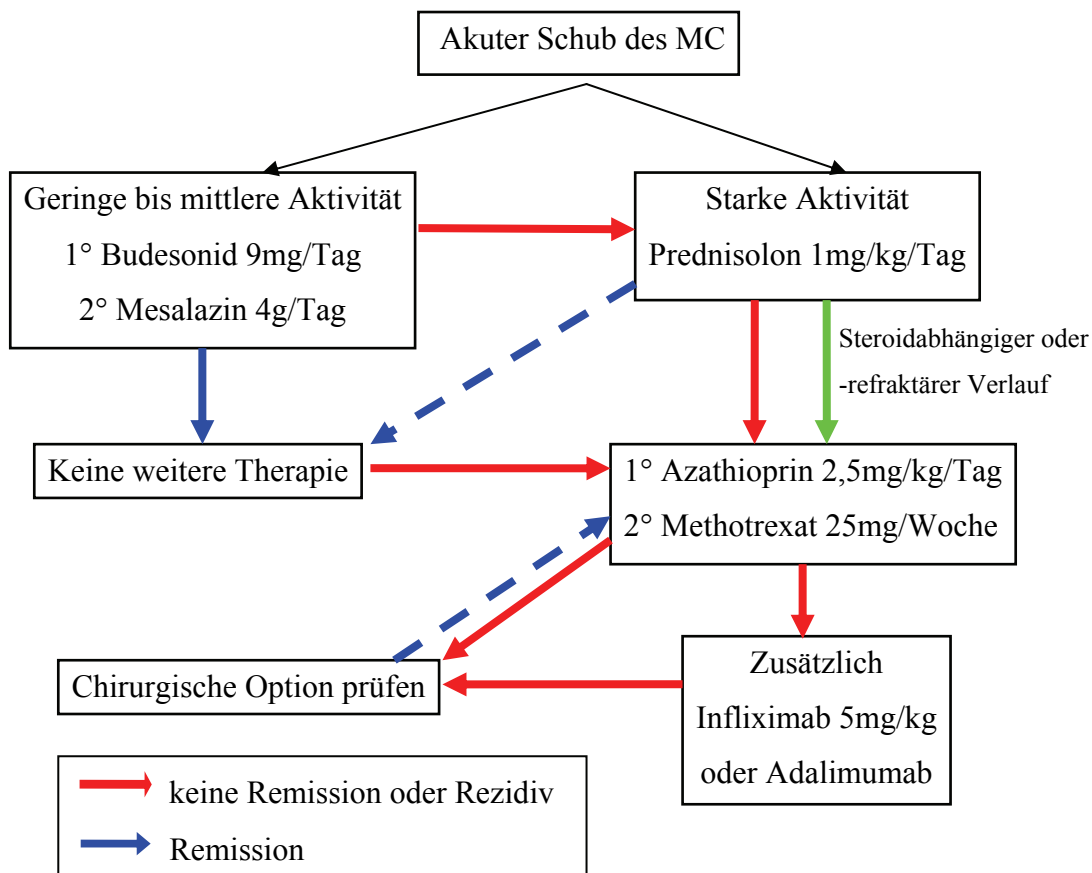 Akuter Schub des MC
Geringe bis mittlere Aktivität
1° Budesonid 9mg/Tag
2° Mesalazin 4g/Tag
Starke Aktivität
Prednisolon 1mg/kg/Tag
Steroidabhängiger oder
-refraktärer Verlauf
Keine weitere Therapie
1° Azathioprin 2,5mg/kg/Tag
2° Methotrexat 25mg/Woche
Chirurgische Option prüfen
Zusätzlich
Infliximab 5mg/kg
oder Adalimumab
keine Remission oder Rezidiv
Remission